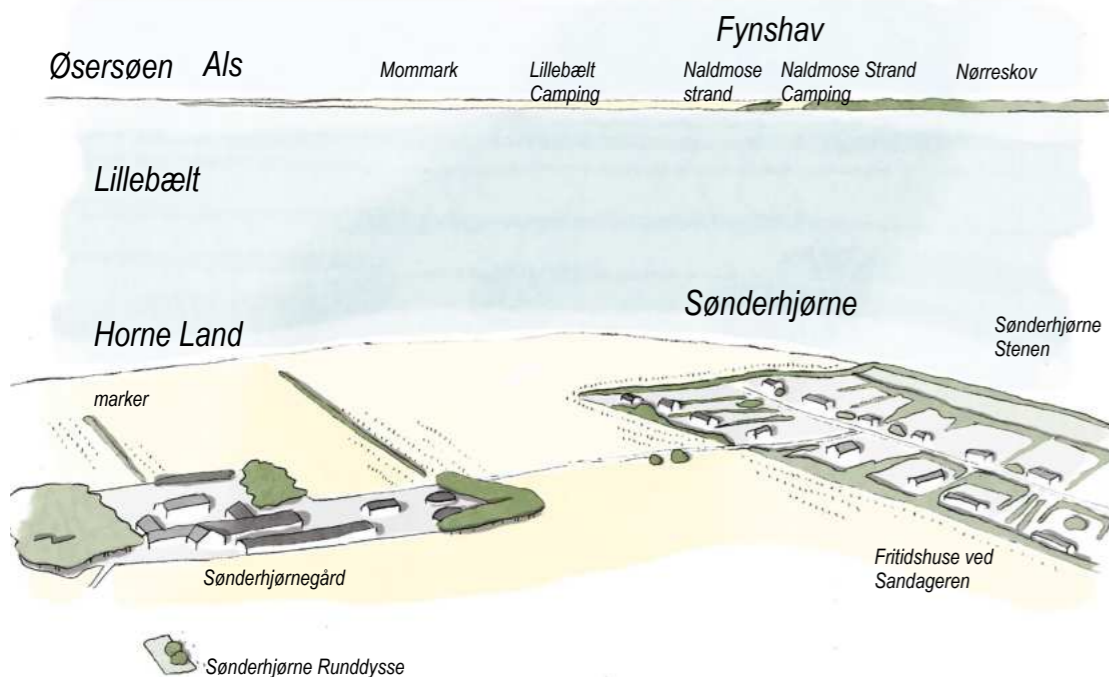 Fynshav
Øsersøen
Als
Mommark
Lillebælt
Camping
Naldmose
strand
Naldmose Strand
Camping
Nørreskov
Lillebælt
Sønderhjørne
Horne Land
Sønderhjørne
Stenen
marker
Fritidshuse ved
Sandageren
Sønderhjørnegård
Sønderhjørne Runddysse